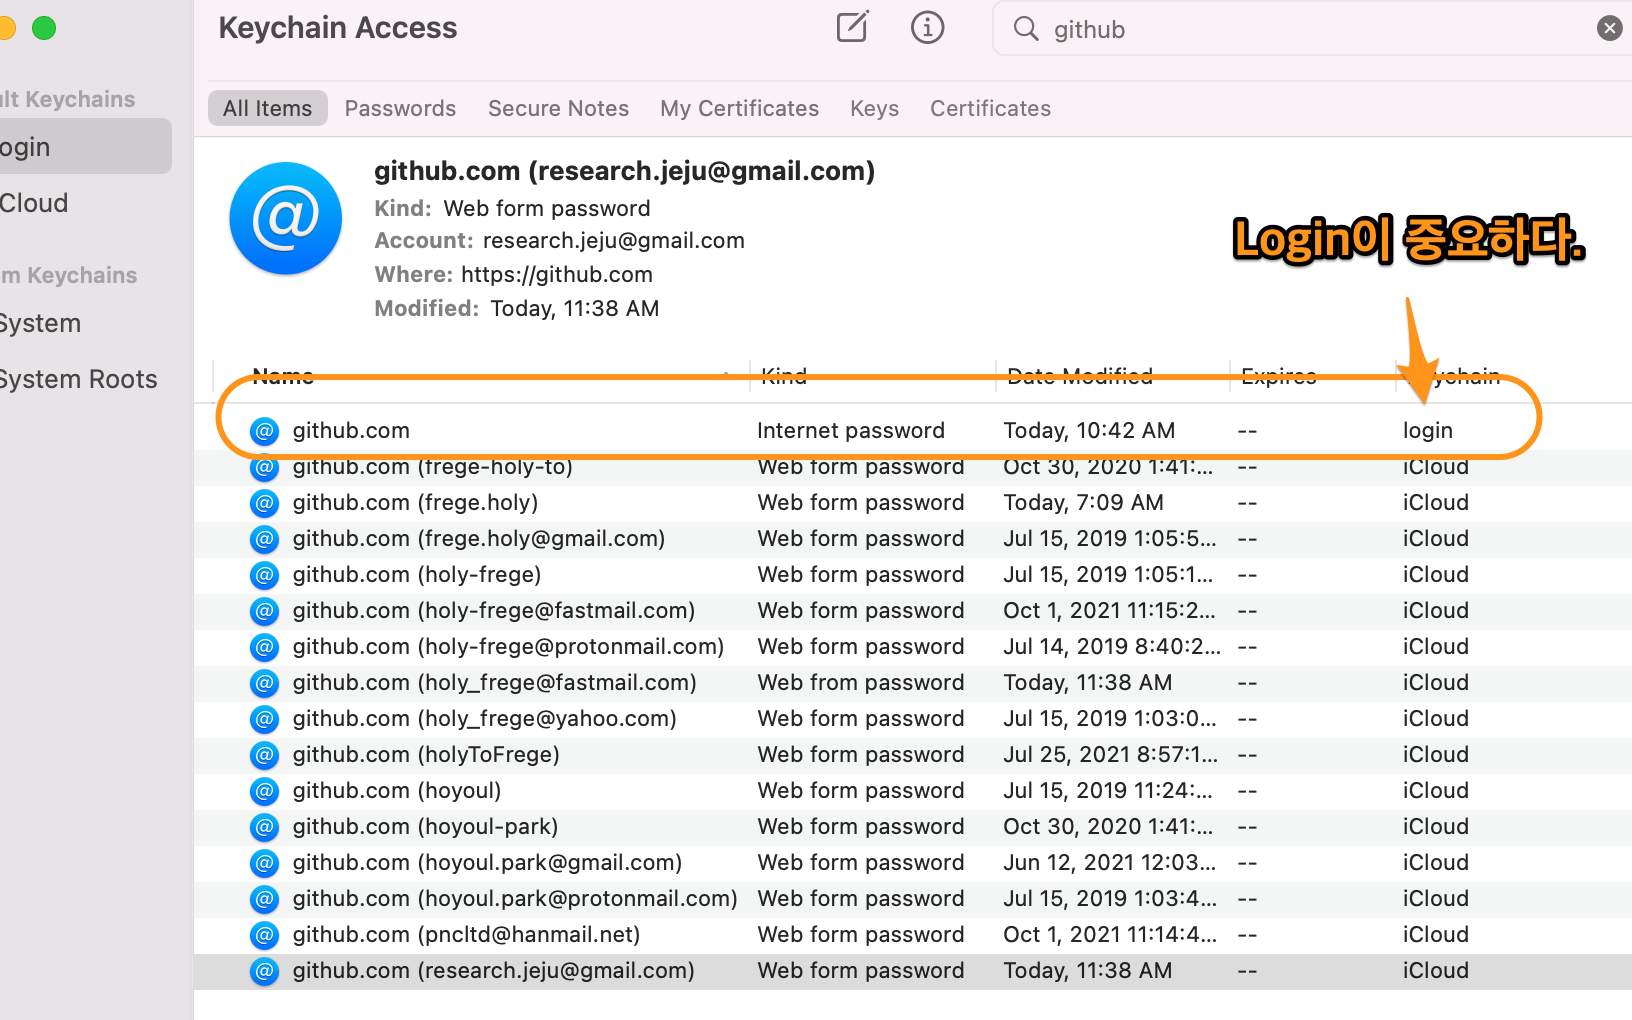 Keychain Access
github
ult Keychains
login
iCloud
em Keychains
System
System Roots
All Items Passwords Secure Notes My Certificates Keys Certificates
github.com (research.jeju@gmail.com)
Kind: Web form password
Account: research.jeju@gmail.com
Where: https://github.com
Modified: Today, 11:38 AM
Login이 중요하다.
Name Kind Date Modified Expires Keychain
github.com Internet password Today, 10:42 AM -- login
github.com (frege-holy-to) Web form password Oct 30, 2020 1:41:... -- iCloud
github.com (frege.holy) Web form password Today, 7:09 AM -- iCloud
github.com (frege.holy@gmail.com) Web form password Jul 15, 2019 1:05:5... -- iCloud
github.com (holy-frege) Web form password Jul 15, 2019 1:05:1... -- iCloud
github.com (holy-frege@fastmail.com) Web form password Oct 1, 2021 11:15:2... -- iCloud
github.com (holy-frege@protonmail.com) Web form password Jul 14, 2019 8:40:2... -- iCloud
github.com (holy_frege@fastmail.com) Web from password Today, 11:38 AM -- iCloud
github.com (holy_frege@yahoo.com) Web form password Jul 15, 2019 1:03:0... -- iCloud
github.com (holyToFrege) Web form password Jul 25, 2021 8:57:1... -- iCloud
github.com (hoyoul) Web form password Jul 15, 2019 11:24:... -- iCloud
github.com (hoyoul-park) Web form password Oct 30, 2020 1:41:... -- iCloud
github.com (hoyoul.park@gmail.com) Web form password Jun 12, 2021 12:03... -- iCloud
github.com (hoyoul.park@protonmail.com) Web form password Jul 15, 2019 1:03:4... -- iCloud
github.com (pncltd@hanmail.net) Web form password Oct 1, 2021 11:14:4... -- iCloud
github.com (research.jeju@gmail.com) Web form password Today, 11:38 AM -- iCloud